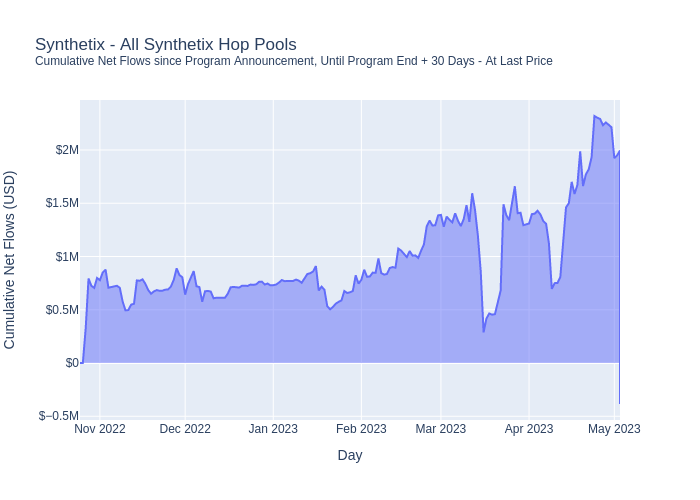 Synthetix - All Synthetix Hop Pools
Cumulative Net Flows since Program Announcement, Until Program End + 30 Days - At Last Price
Cumulative Net Flows (USD)
$2M
$1.5M
$1M
$0.5M
$0
$−0.5M
Nov 2022
Dec 2022
Jan 2023
Feb 2023
Mar 2023
Apr 2023
May 2023
Day